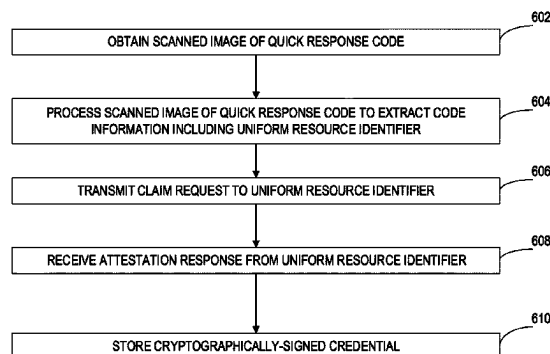 602
OBTAIN SCANNED IMAGE OF QUICK RESPONSE CODE
604
PROCESS SCANNED IMAGE OF QUICK RESPONSE CODE TO EXTRACT CODE
INFORMATION INCLUDING UNIFORM RESOURCE IDENTIFIER
606
TRANSMIT CLAIM REQUEST TO UNIFORM RESOURCE IDENTIFIER
608
RECEIVE ATTESTATION RESPONSE FROM UNIFORM RESOURCE IDENTIFIER
610
STORE CRYPTOGRAPHICALLY-SIGNED CREDENTIAL